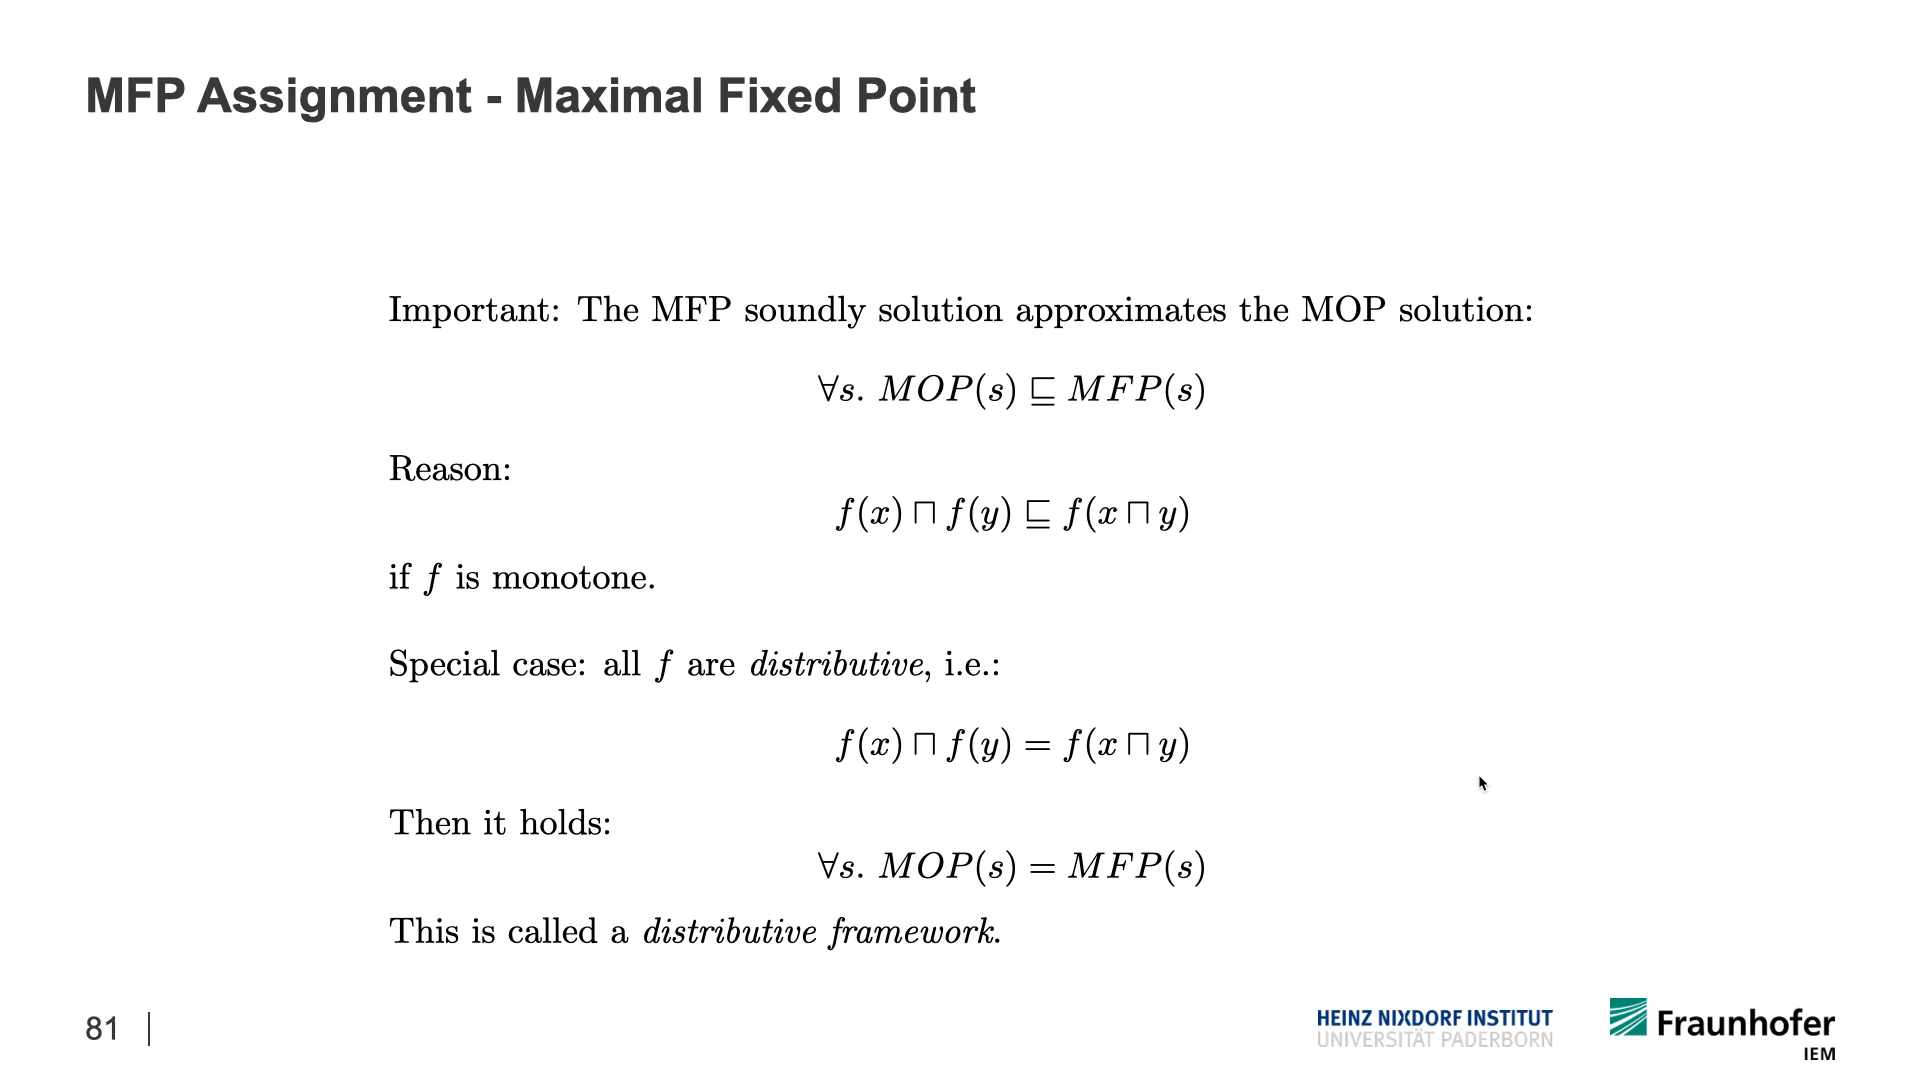 MFP Assignment - Maximal Fixed Point
Important: The MFP soundly solution approximates the MOP solution:
∀s. MOP(s) ⊑ MFP(s)
Reason:
f(x) ⊓ f(y) ⊑ f(x ⊓ y)
if f is monotone.
Special case: all f are distributive, i.e.:
f(x) ⊓ f(y) = f(x ⊓ y)
Then it holds:
∀s. MOP(s) = MFP(s)
This is called a distributive framework.
81 |
HEINZ NIXDORF INSTITUT
UNIVERSITÄT PADERBORN
Fraunhofer
IEM